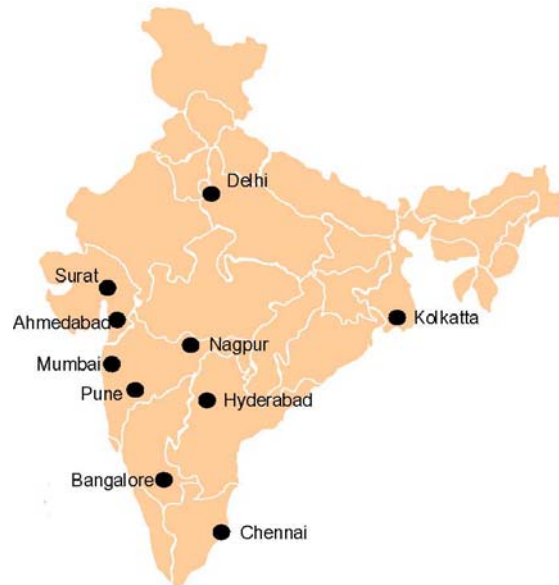 Delhi
Surat
Ahmedabad
Kolkatta
Nagpur
Mumbai
Pune
Hyderabad
Bangalore
Chennai